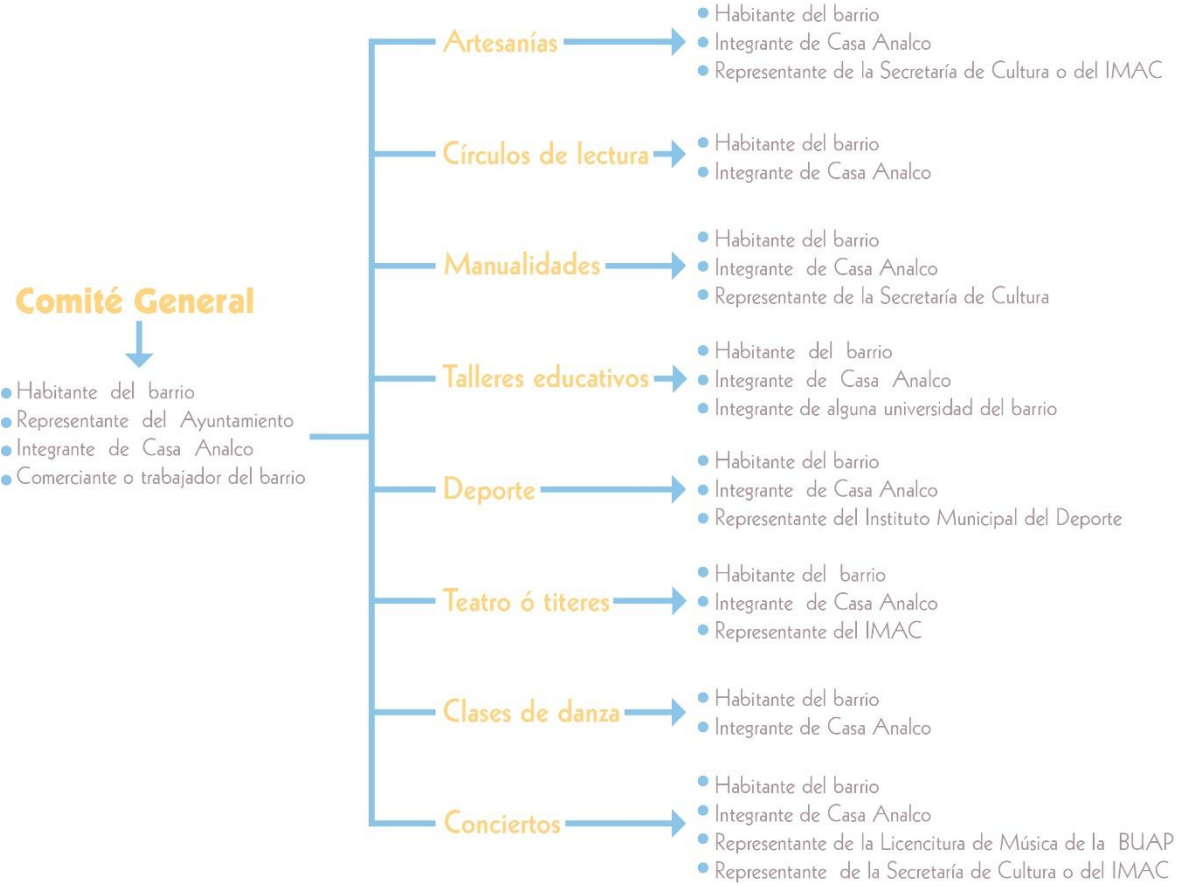 Comité General
Habitante del barrio
Representante del Ayuntamiento
Integrante de Casa Analco
Comerciante o trabajador del barrio
Artesanías
Habitante del barrio
Integrante de Casa Analco
Representante de la Secretaría de Cultura o del IMAC
Círculos de lectura
Habitante del barrio
Integrante de Casa Analco
Manualidades
Habitante del barrio
Integrante de Casa Analco
Representante de la Secretaría de Cultura
Talleres educativos
Habitante del barrio
Integrante de Casa Analco
Integrante de alguna universidad del barrio
Deporte
Habitante del barrio
Integrante de Casa Analco
Representante del Instituto Municipal del Deporte
Teatro ó titeres
Habitante del barrio
Integrante de Casa Analco
Representante del IMAC
Clases de danza
Habitante del barrio
Integrante de Casa Analco
Conciertos
Habitante del barrio
Integrante de Casa Analco
Representante de la Licencitura de Música de la BUAP
Representante de la Secretaría de Cultura o del IMAC